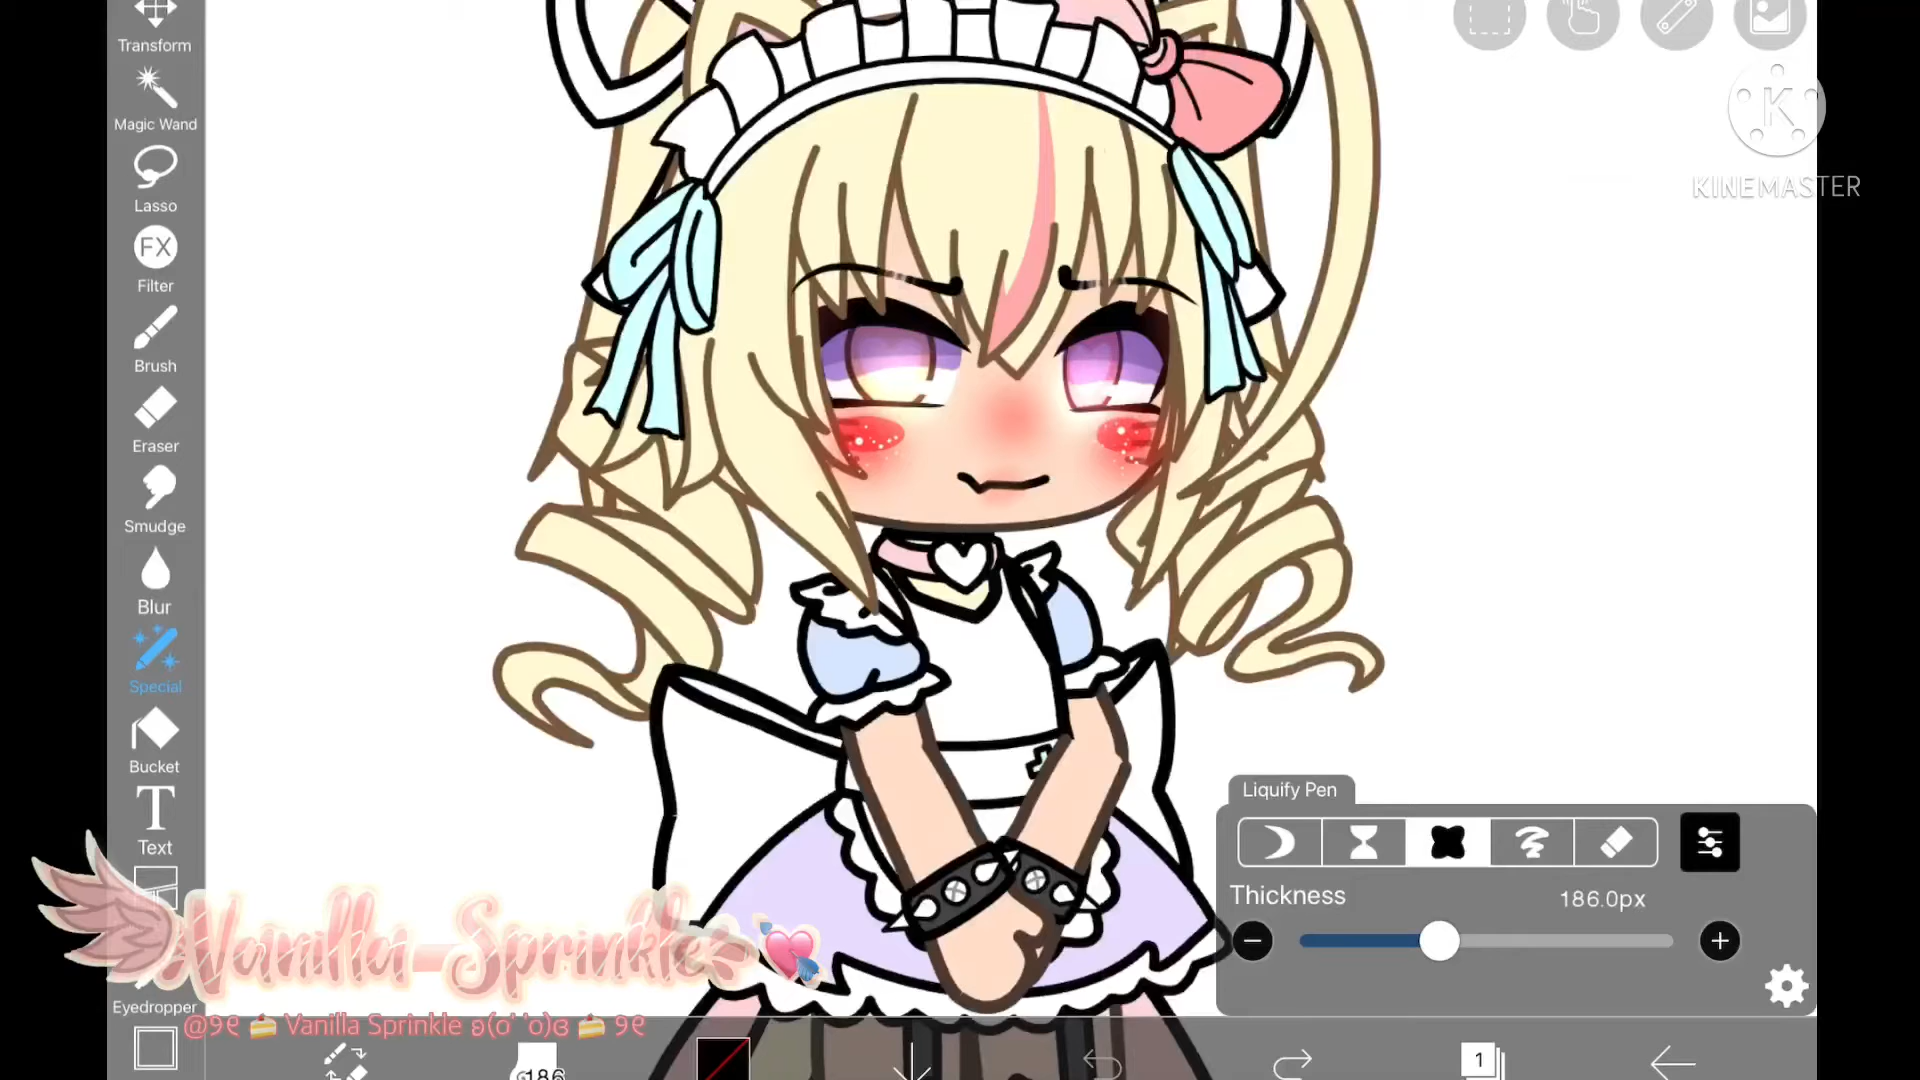 Transform
Magic Wand
KINEMASTER
Lasso
FX
Filter
Brush
Eraser
Smudge
Blur
Special
Bucket
Liquify Pen
T
Text
Thickness
186.0px
Vanilla-Sprinkle
Eyedropper
@୨୧ 🍰 Vanilla Sprinkle ʚ(o' 'o)ɞ 🍰 ୨୧
186
1